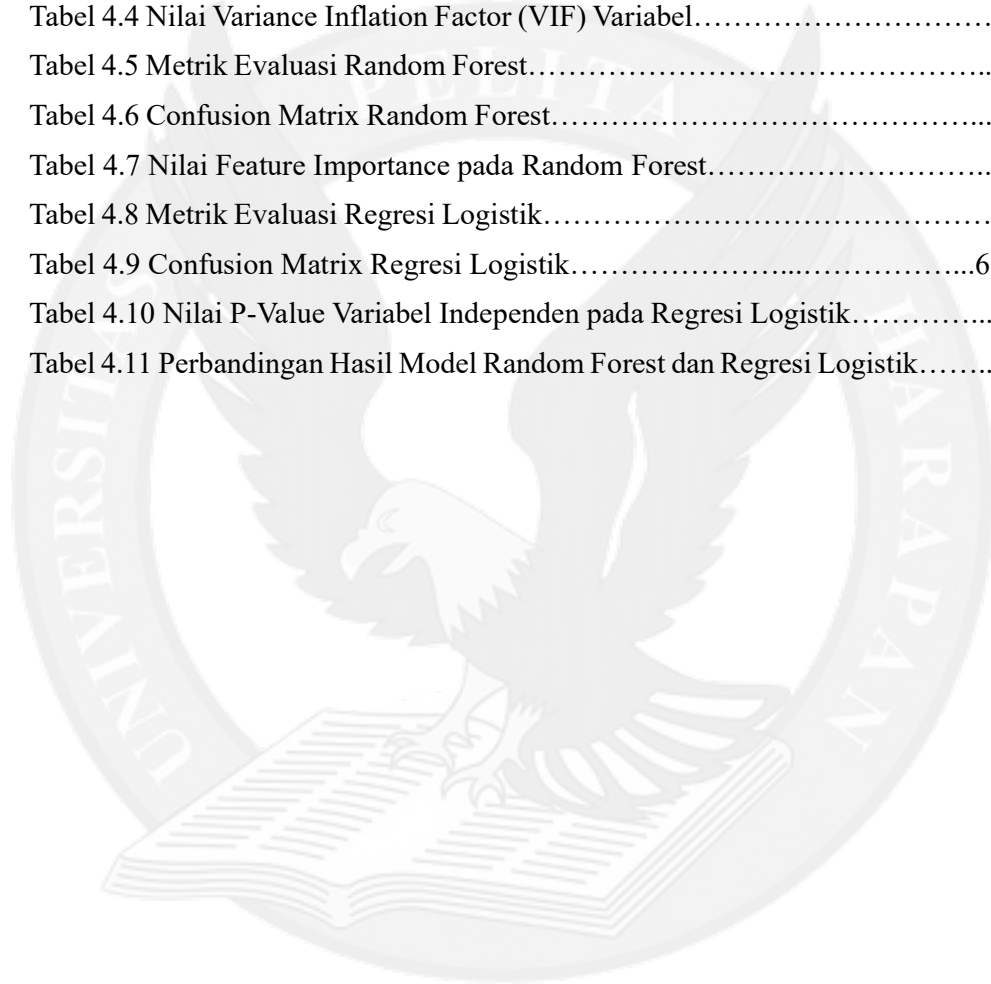 Tabel 4.4 Nilai Variance Inflation Factor (VIF) Variabel……………………………
Tabel 4.5 Metrik Evaluasi Random Forest…………………………………………..
Tabel 4.6 Confusion Matrix Random Forest………………………………………...
Tabel 4.7 Nilai Feature Importance pada Random Forest…………………………..
Tabel 4.8 Metrik Evaluasi Regresi Logistik…………………………………………
Tabel 4.9 Confusion Matrix Regresi Logistik…………………...………………...6
Tabel 4.10 Nilai P-Value Variabel Independen pada Regresi Logistik…………...
Tabel 4.11 Perbandingan Hasil Model Random Forest dan Regresi Logistik……..
UNIVERSITAS PELITA HARAPAN